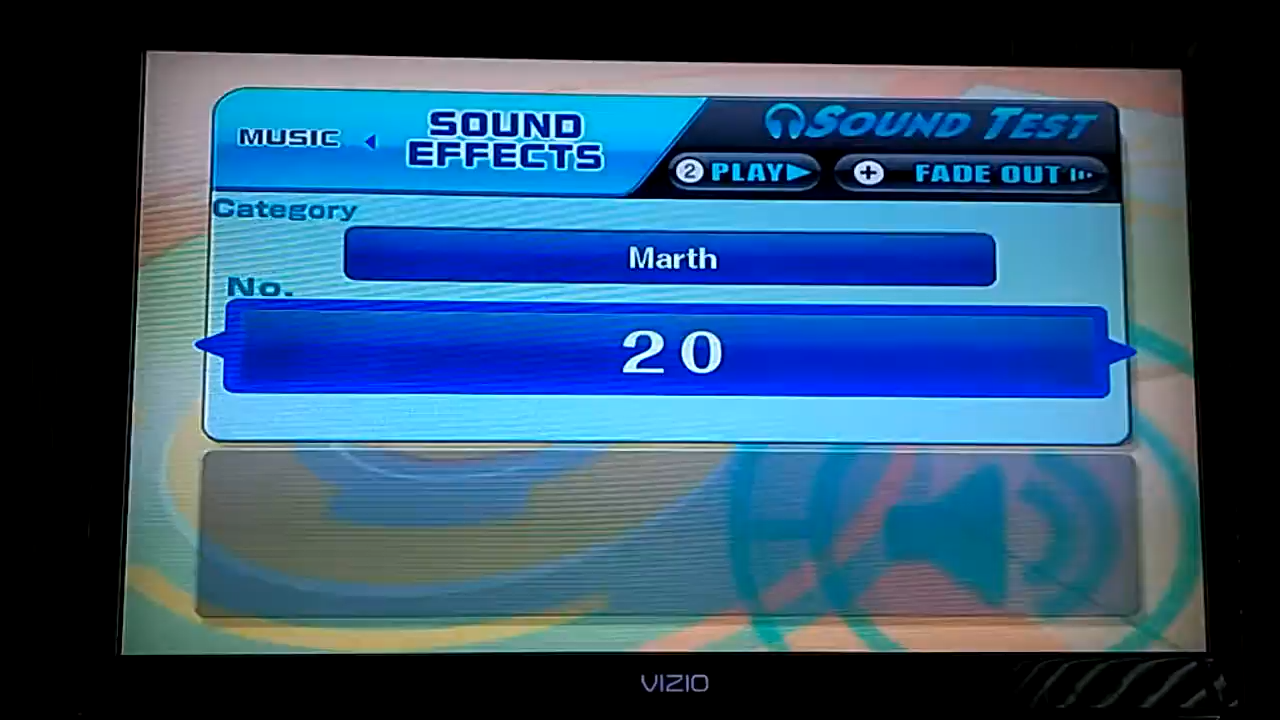 MUSIC
SOUND EFFECTS
SOUND TEST
2 PLAY
+ FADE OUT
Category
Marth
No.
20
VIZIO